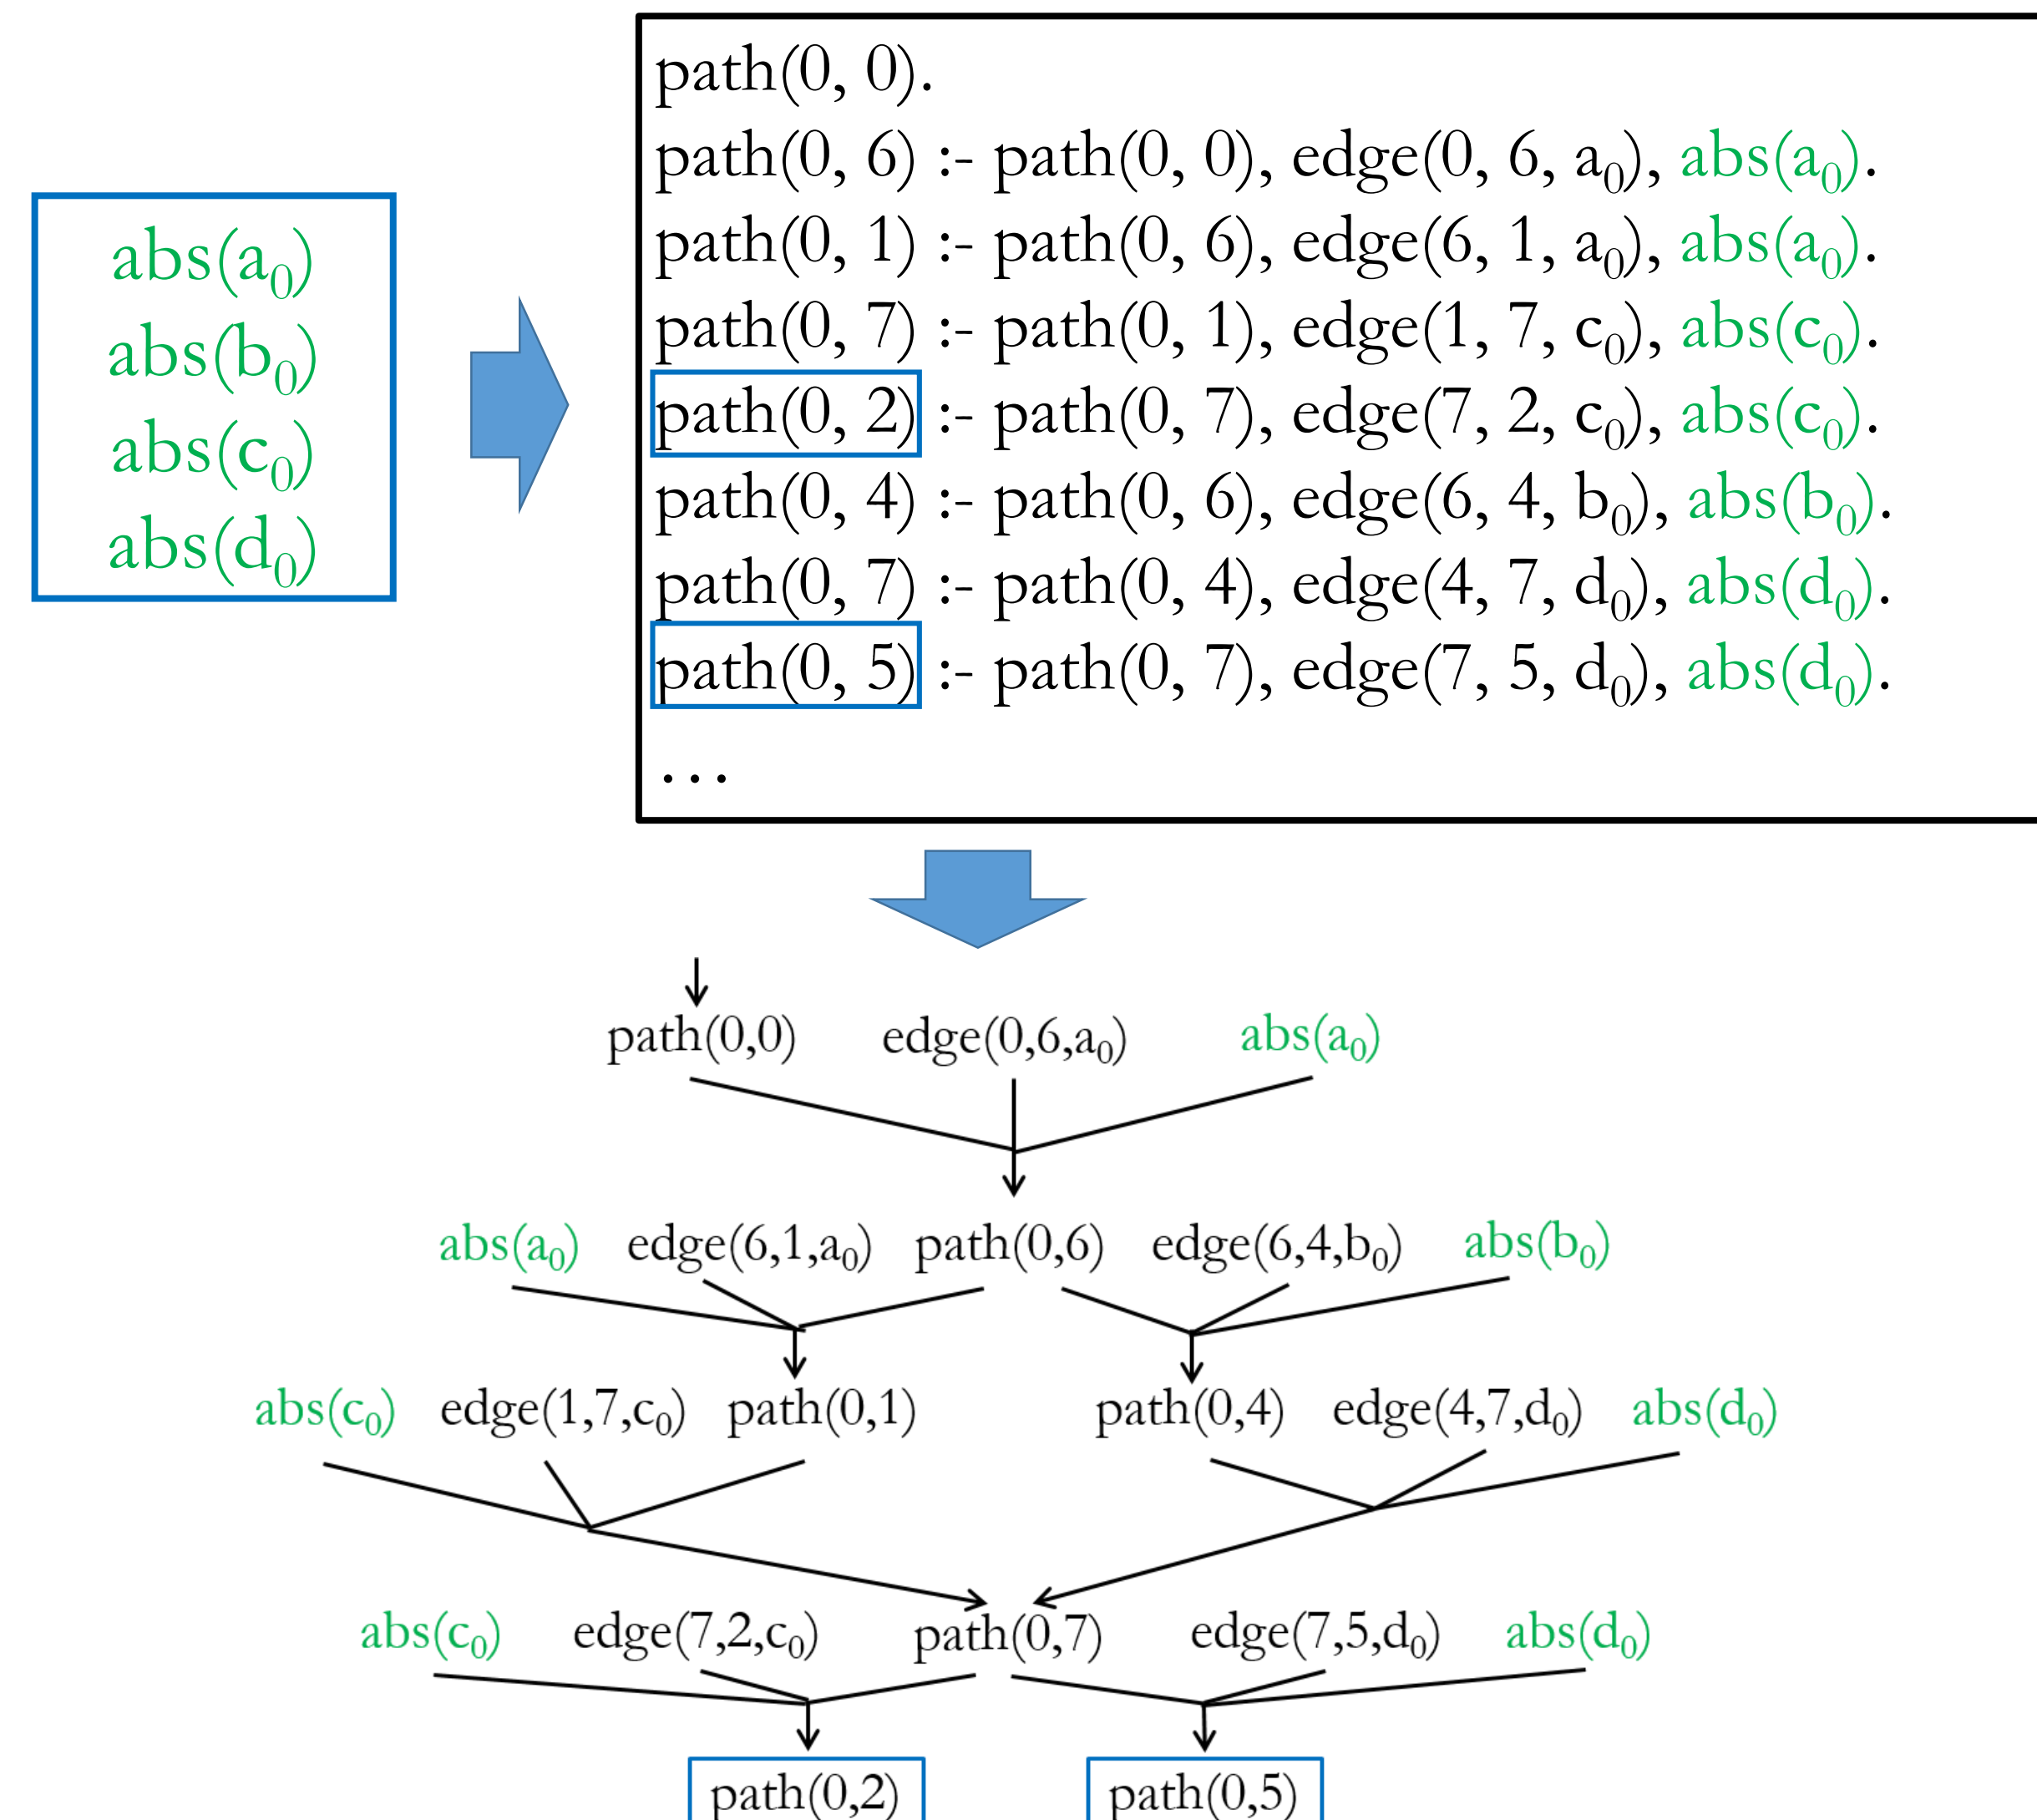 abs(a₀)
abs(b₀)
abs(c₀)
abs(d₀)
path(0, 0).
path(0, 6) :- path(0, 0), edge(0, 6, a₀), abs(a₀).
path(0, 1) :- path(0, 6), edge(6, 1, a₀), abs(a₀).
path(0, 7) :- path(0, 1), edge(1, 7, c₀), abs(c₀).
path(0, 2) :- path(0, 7), edge(7, 2, c₀), abs(c₀).
path(0, 4) :- path(0, 6), edge(6, 4, b₀), abs(b₀).
path(0, 7) :- path(0, 4), edge(4, 7, d₀), abs(d₀).
path(0, 5) :- path(0, 7), edge(7, 5, d₀), abs(d₀).
...
path(0,0) edge(0,6,a₀) abs(a₀)
abs(a₀) edge(6,1,a₀) path(0,6) edge(6,4,b₀) abs(b₀)
abs(c₀) edge(1,7,c₀) path(0,1) path(0,4) edge(4,7,d₀) abs(d₀)
abs(c₀) edge(7,2,c₀) path(0,7) edge(7,5,d₀) abs(d₀)
path(0,2) path(0,5)